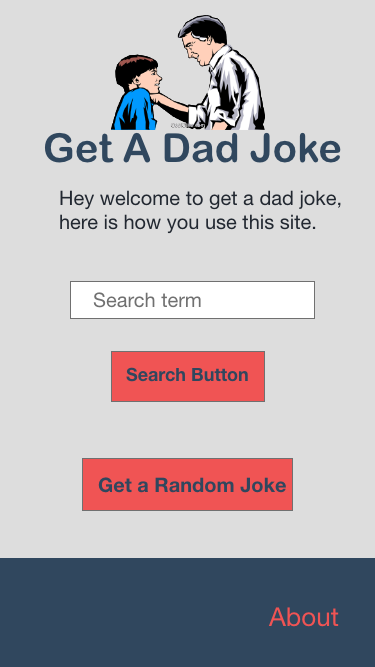 Get A Dad Joke
Hey welcome to get a dad joke,
here is how you use this site.
Search term
Search Button
Get a Random Joke
About